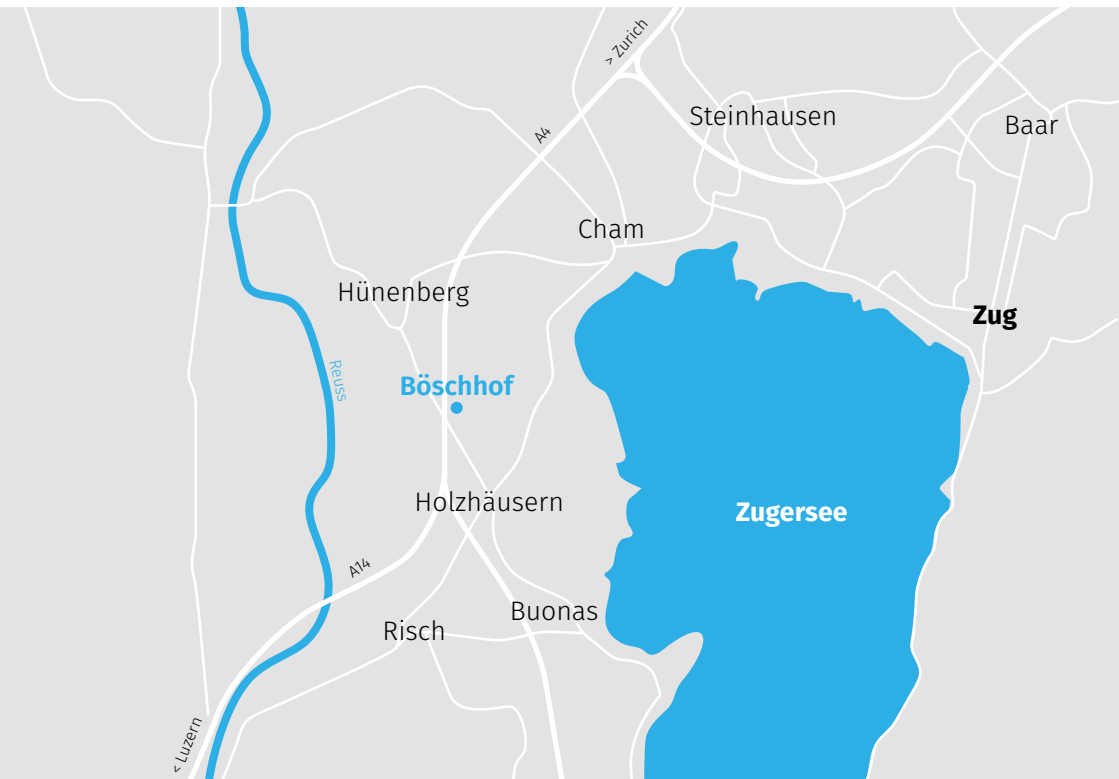 > Zurich
Steinhausen
Baar
A4
Cham
Hünenberg
Zug
Reuss
Böschhof
Holzhäusern
Zugersee
A14
Buonas
Risch
< Luzern